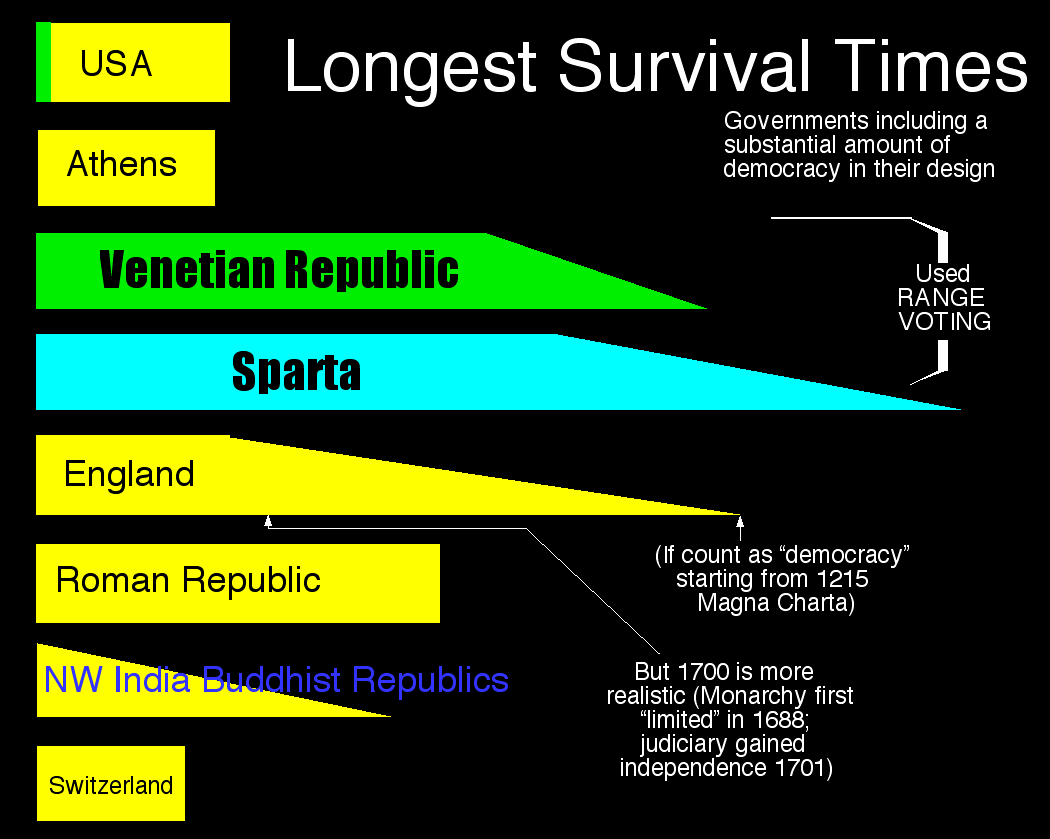 USA
Longest Survival Times
Governments including a
substantial amount of
democracy in their design
Athens
Venetian Republic
Used
RANGE
VOTING
Sparta
England
(If count as “democracy”
starting from 1215
Magna Charta)
Roman Republic
NW India Buddhist Republics
But 1700 is more
realistic (Monarchy first
“limited” in 1688;
judiciary gained
independence 1701)
Switzerland